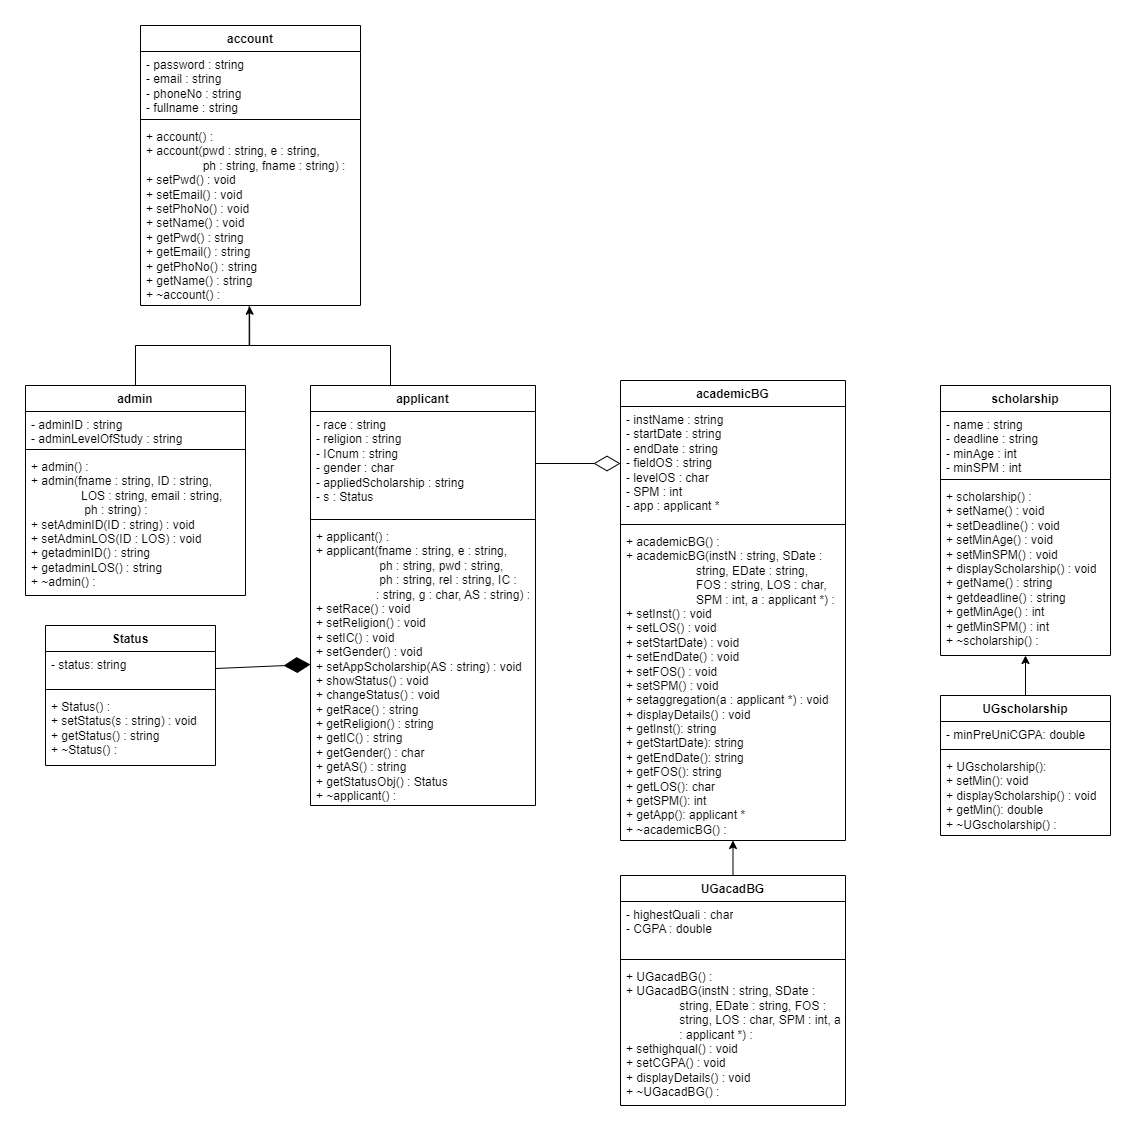 account
- password : string
- email : string
- phoneNo : string
- fullname : string
+ account() :
+ account(pwd : string, e : string,
ph : string, fname : string) :
+ setPwd() : void
+ setEmail() : void
+ setPhoNo() : void
+ setName() : void
+ getPwd() : string
+ getEmail() : string
+ getPhoNo() : string
+ getName() : string
+ ~account() :
admin
- adminID : string
- adminLevelOfStudy : string
+ admin() :
+ admin(fname : string, ID : string,
LOS : string, email : string,
ph : string) :
+ setAdminID(ID : string) : void
+ setAdminLOS(ID : LOS) : void
+ getadminID() : string
+ getadminLOS() : string
+ ~admin() :
Status
- status: string
+ Status() :
+ setStatus(s : string) : void
+ getStatus() : string
+ ~Status() :
applicant
- race : string
- religion : string
- ICnum : string
- gender : char
- appliedScholarship : string
- s : Status
+ applicant() :
+ applicant(fname : string, e : string,
ph : string, pwd : string,
ph : string, rel : string, IC :
: string, g : char, AS : string) :
+ setRace() : void
+ setReligion() : void
+ setIC() : void
+ setGender() : void
+ setAppScholarship(AS : string) : void
+ showStatus() : void
+ changeStatus() : void
+ getRace() : string
+ getReligion() : string
+ getIC() : string
+ getGender() : char
+ getAS() : string
+ getStatusObj() : Status
+ ~applicant() :
academicBG
- instName : string
- startDate : string
- endDate : string
- fieldOS : string
- levelOS : char
- SPM : int
- app : applicant *
+ academicBG() :
+ academicBG(instN : string, SDate :
string, EDate : string,
FOS : string, LOS : char,
SPM : int, a : applicant *) :
+ setInst() : void
+ setLOS() : void
+ setStartDate) : void
+ setEndDate() : void
+ setFOS() : void
+ setSPM() : void
+ setaggregation(a : applicant *) : void
+ displayDetails() : void
+ getInst(): string
+ getStartDate): string
+ getEndDate(): string
+ getFOS(): string
+ getLOS(): char
+ getSPM(): int
+ getApp(): applicant *
+ ~academicBG() :
UGacadBG
- highestQuali : char
- CGPA : double
+ UGacadBG() :
+ UGacadBG(instN : string, SDate :
string, EDate : string, FOS :
string, LOS : char, SPM : int, a
: applicant *) :
+ sethighqual() : void
+ setCGPA() : void
+ displayDetails() : void
+ ~UGacadBG() :
scholarship
- name : string
- deadline : string
- minAge : int
- minSPM : int
+ scholarship() :
+ setName() : void
+ setDeadline() : void
+ setMinAge() : void
+ setMinSPM() : void
+ displayScholarship() : void
+ getName() : string
+ getdeadline() : string
+ getMinAge() : int
+ getMinSPM() : int
+ ~scholarship() :
UGscholarship
- minPreUniCGPA: double
+ UGscholarship():
+ setMin(): void
+ displayScholarship() : void
+ getMin(): double
+ ~UGscholarship() :